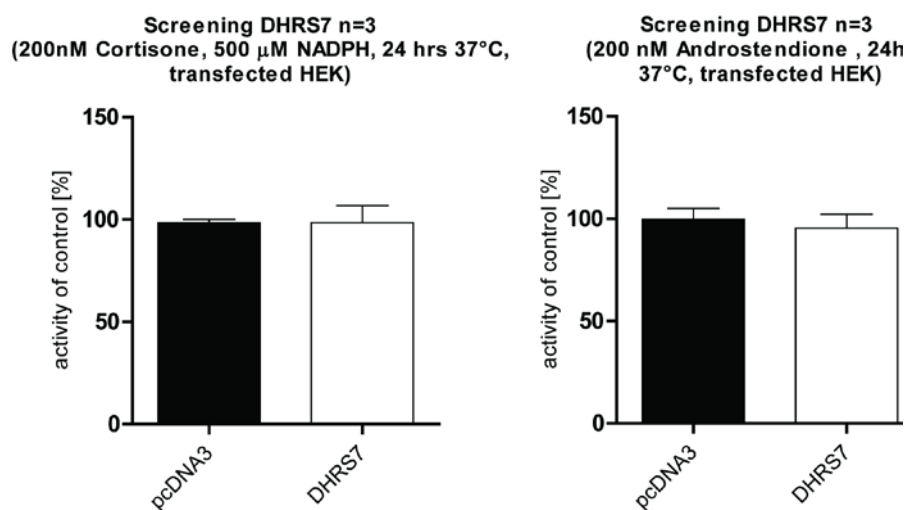 Screening DHRS7 n=3
(200nM Cortisone, 500 μM NADPH, 24 hrs 37°C,
transfected HEK)
150
100
50
0
activity of control [%]
pcDNA3
DHRS7
Screening DHRS7 n=3
(200 nM Androstendione , 24h
37°C, transfected HEK)
150
100
50
0
activity of control [%]
pcDNA3
DHRS7